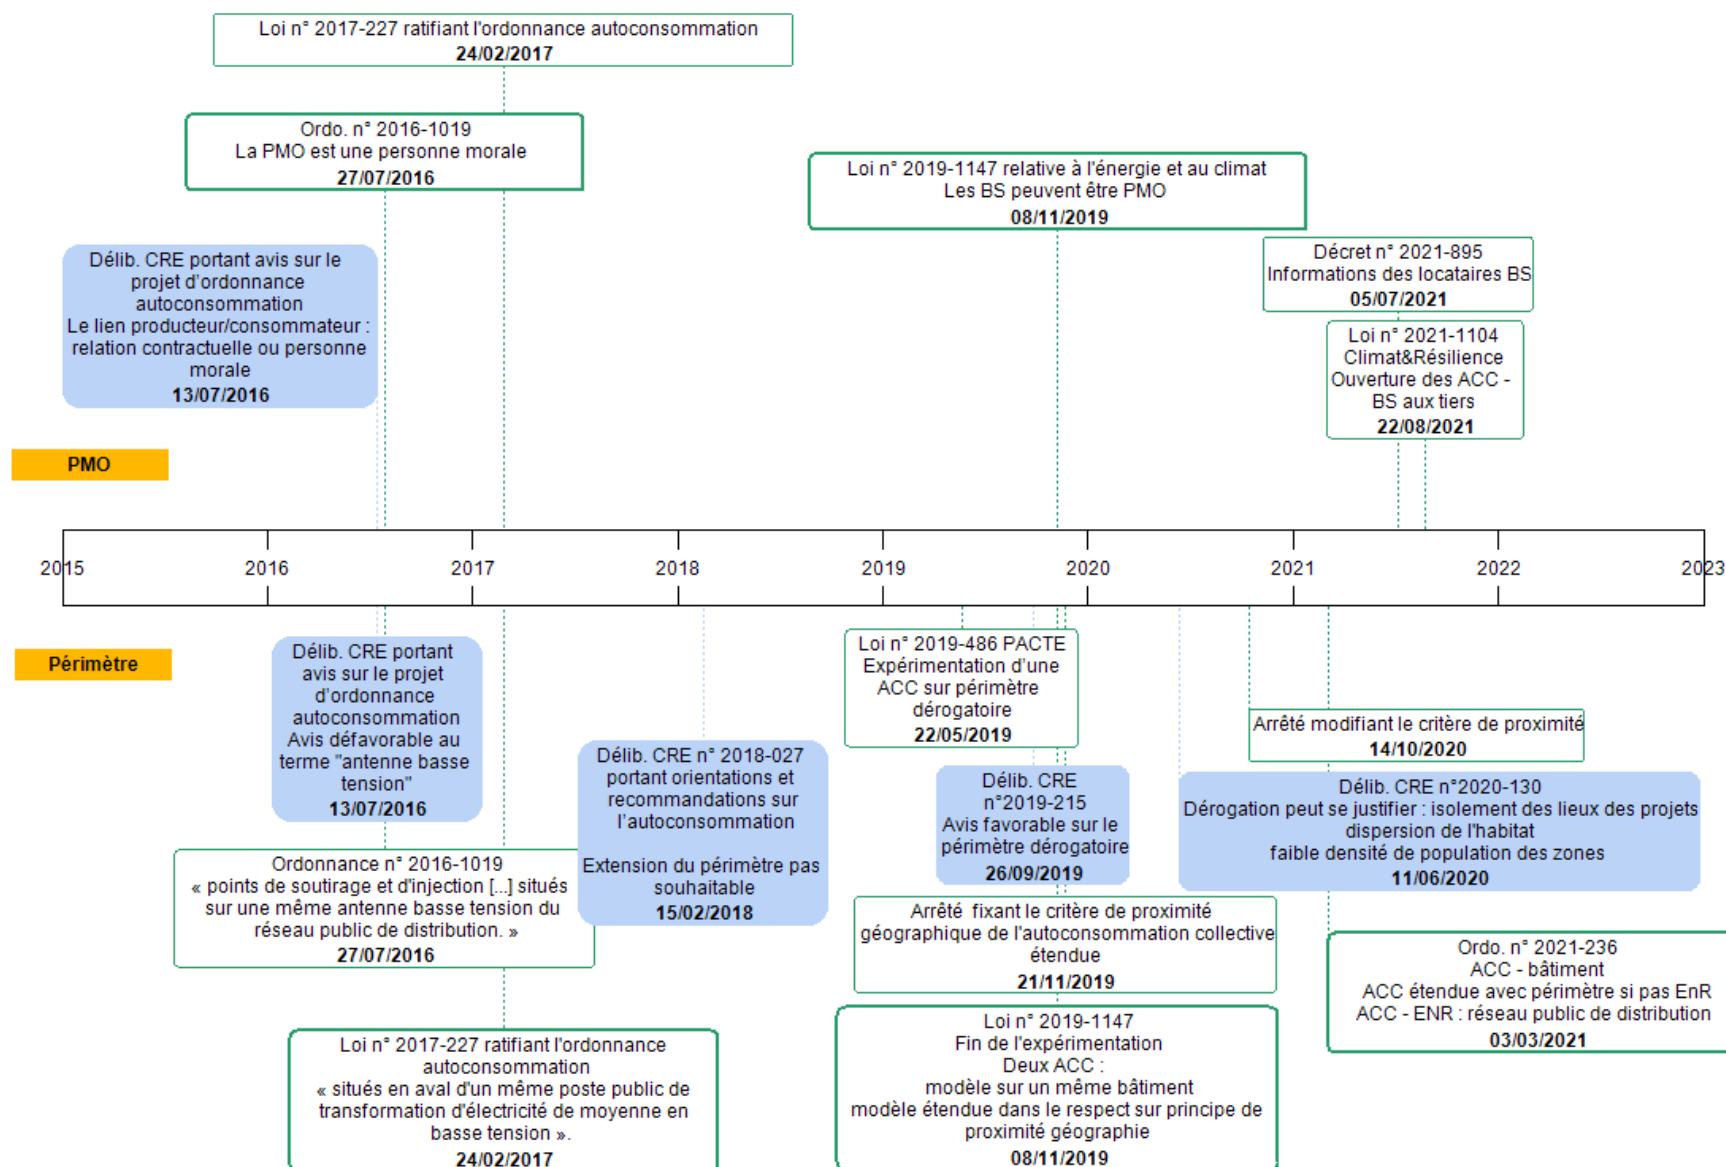 Loi n° 2017-227 ratifiant l'ordonnance autoconsommation
24/02/2017
Ordo. n° 2016-1019
La PMO est une personne morale
27/07/2016
Loi n° 2019-1147 relative à l'énergie et au climat
Les BS peuvent être PMO
08/11/2019
Délib. CRE portant avis sur le
projet d'ordonnance
autoconsommation
Le lien producteur/consommateur :
relation contractuelle ou personne
morale
13/07/2016
Décret n° 2021-895
Informations des locataires BS
05/07/2021
Loi n° 2021-1104
Climat&Résilience
Ouverture des ACC -
BS aux tiers
22/08/2021
PMO
2015 2016 2017 2018 2019 2020 2021 2022 2023
Périmètre
Délib. CRE portant
avis sur le projet
d'ordonnance
autoconsommation
Avis défavorable au
terme "antenne basse
tension"
13/07/2016
Ordonnance n° 2016-1019
« points de soutirage et d'injection [...] situés
sur une même antenne basse tension du
réseau public de distribution. »
27/07/2016
Loi n° 2017-227 ratifiant l'ordonnance
autoconsommation
« situés en aval d'un même poste public de
transformation d'électricité de moyenne en
basse tension ».
24/02/2017
Délib. CRE n° 2018-027
portant orientations et
recommandations sur
l'autoconsommation
Extension du périmètre pas
souhaitable
15/02/2018
Loi n° 2019-486 PACTE
Expérimentation d'une
ACC sur périmètre
dérogatoire
22/05/2019
Délib. CRE
n°2019-215
Avis favorable sur le
périmètre dérogatoire
26/09/2019
Arrêté fixant le critère de proximité
géographique de l'autoconsommation collective
étendue
21/11/2019
Loi n° 2019-1147
Fin de l'expérimentation
Deux ACC :
modèle sur un même bâtiment
modèle étendue dans le respect sur principe de
proximité géographie
08/11/2019
Arrêté modifiant le critère de proximité
14/10/2020
Délib. CRE n°2020-130
Dérogation peut se justifier : isolement des lieux des projets
dispersion de l'habitat
faible densité de population des zones
11/06/2020
Ordo. n° 2021-236
ACC - bâtiment
ACC étendue avec périmètre si pas EnR
ACC - ENR : réseau public de distribution
03/03/2021